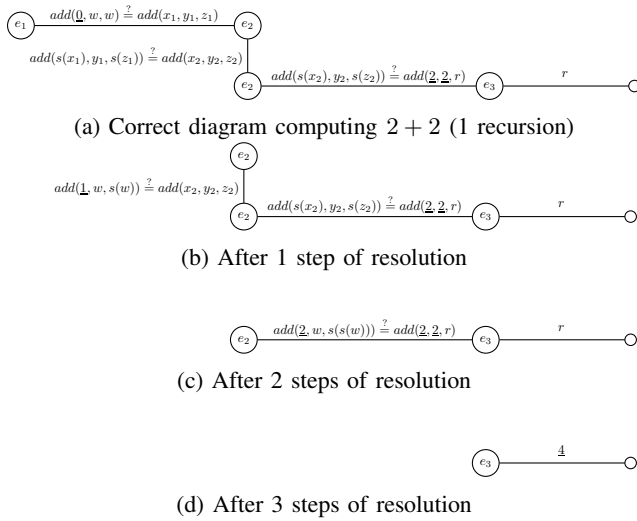 e₁ add(0, w, w) ≟ add(x₁, y₁, z₁) e₂
add(s(x₁), y₁, s(z₁)) ≟ add(x₂, y₂, z₂)
e₂ add(s(x₂), y₂, s(z₂)) ≟ add(2, 2, r) e₃ r
(a) Correct diagram computing 2 + 2 (1 recursion)
e₂
add(1, w, s(w)) ≟ add(x₂, y₂, z₂)
e₂ add(s(x₂), y₂, s(z₂)) ≟ add(2, 2, r) e₃ r
(b) After 1 step of resolution
e₂ add(2, w, s(s(w))) ≟ add(2, 2, r) e₃ r
(c) After 2 steps of resolution
e₃ 4
(d) After 3 steps of resolution